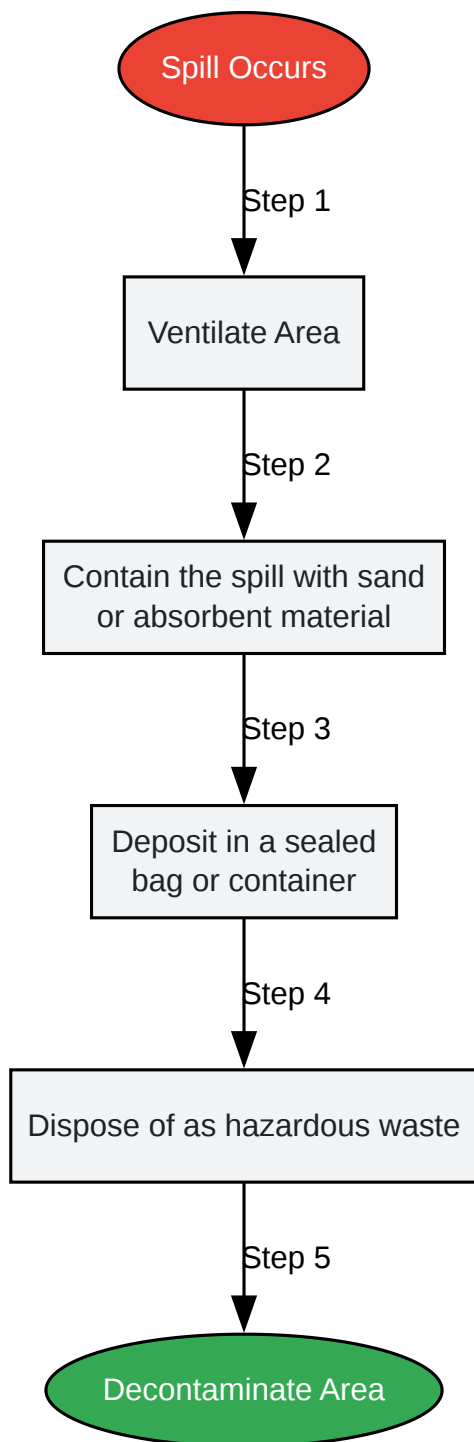 Spill Occurs
Step 1
Ventilate Area
Step 2
Contain the spill with sand
or absorbent material
Step 3
Deposit in a sealed
bag or container
Step 4
Dispose of as hazardous waste
Step 5
Decontaminate Area